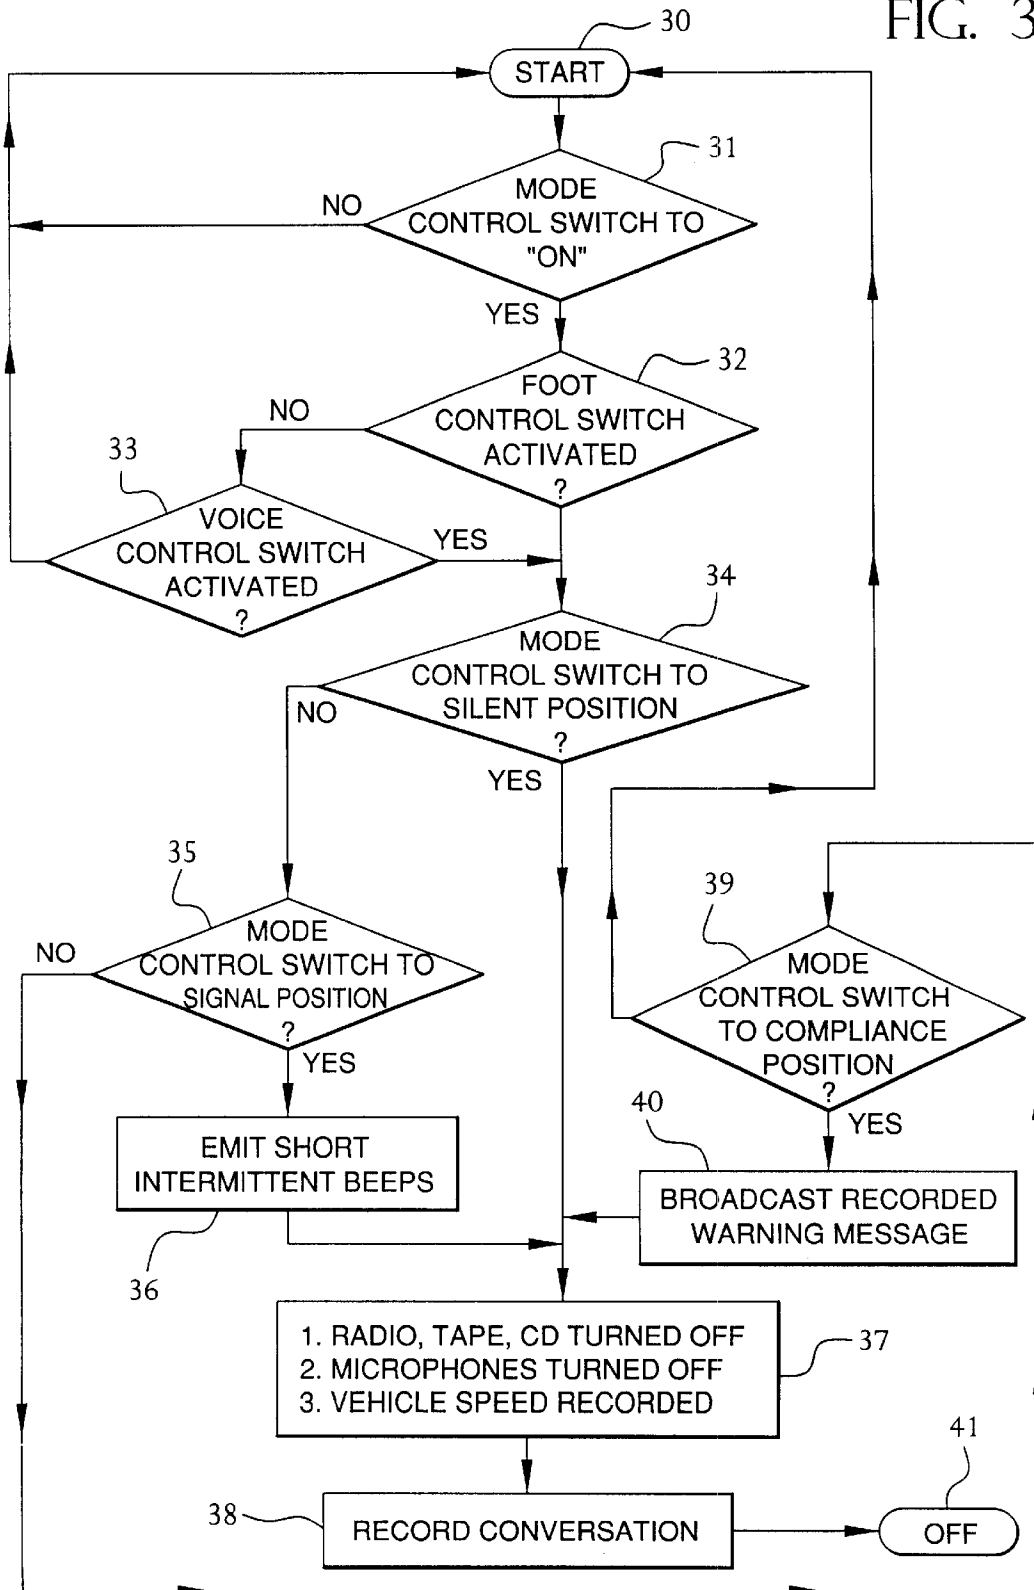 FIG. 3
30
START
31
MODE
CONTROL SWITCH TO
"ON"
NO
YES
32
FOOT
CONTROL SWITCH
ACTIVATED
?
NO
33
VOICE
CONTROL SWITCH
ACTIVATED
?
YES
34
MODE
CONTROL SWITCH TO
SILENT POSITION
?
NO
YES
35
MODE
CONTROL SWITCH TO
SIGNAL POSITION
?
NO
YES
39
MODE
CONTROL SWITCH
TO COMPLIANCE
POSITION
?
YES
36
EMIT SHORT
INTERMITTENT BEEPS
40
BROADCAST RECORDED
WARNING MESSAGE
37
1. RADIO, TAPE, CD TURNED OFF
2. MICROPHONES TURNED OFF
3. VEHICLE SPEED RECORDED
38
RECORD CONVERSATION
41
OFF